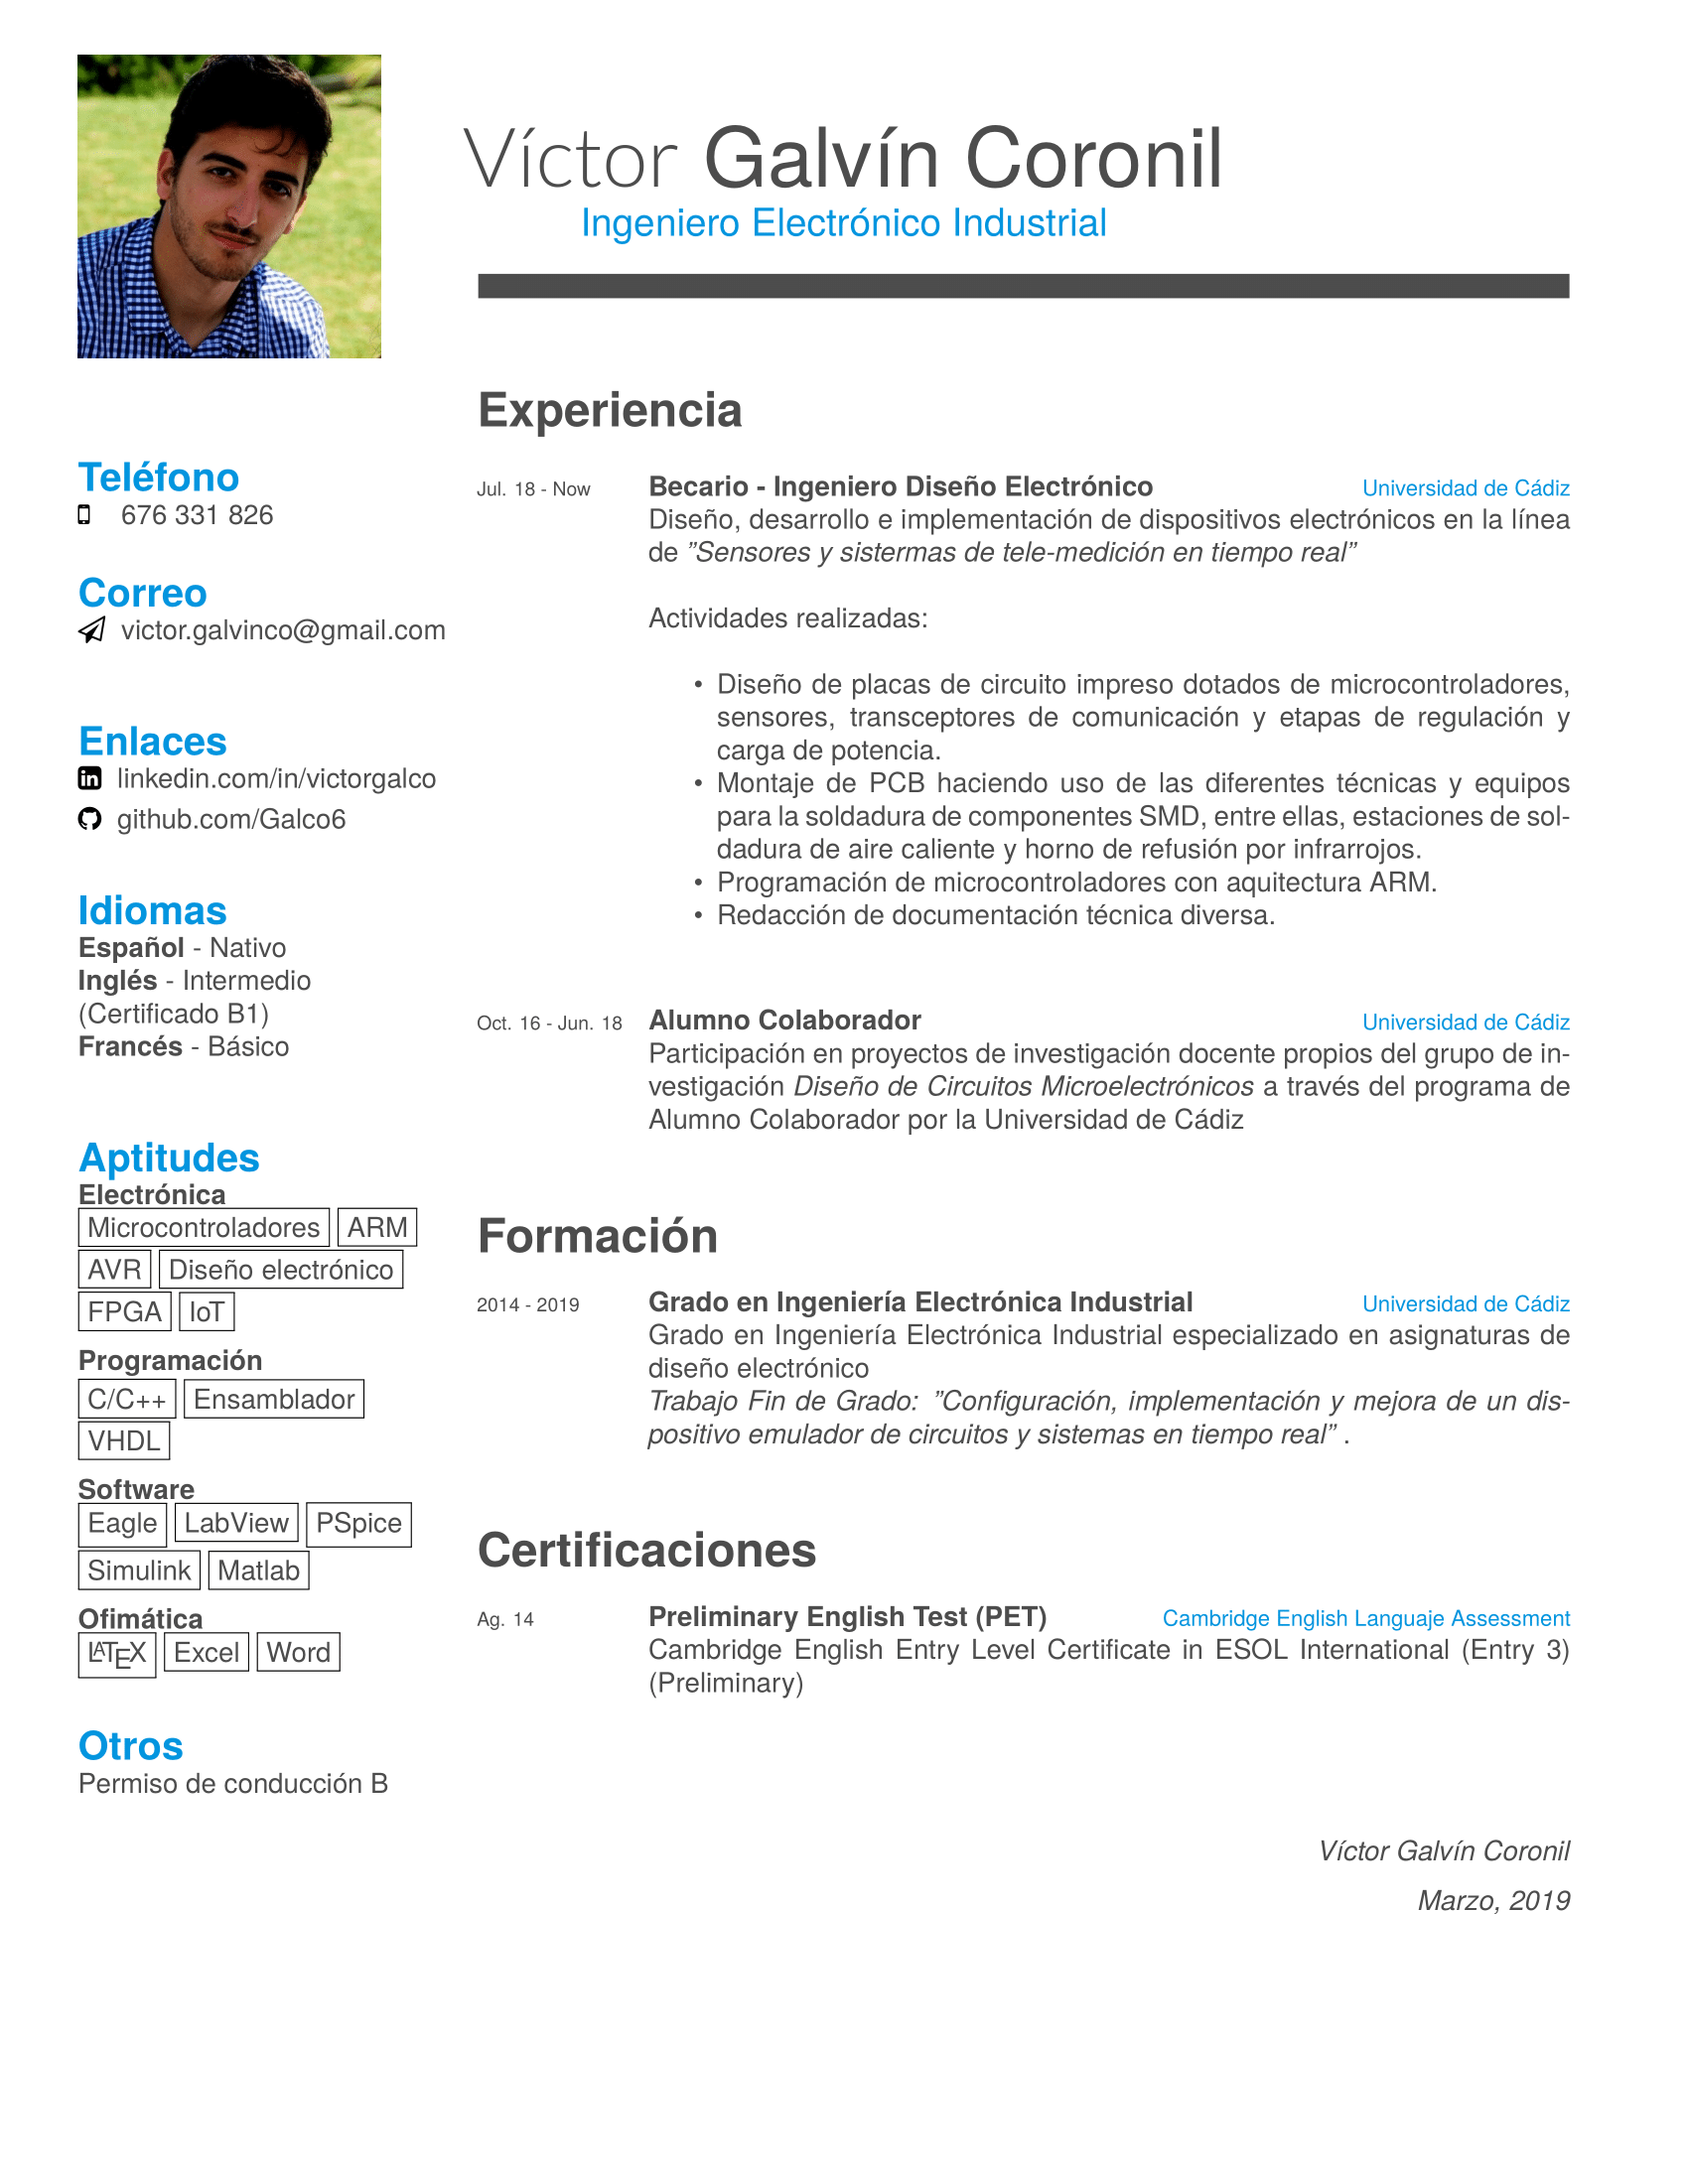 Víctor Galvín Coronil
Ingeniero Electrónico Industrial
Teléfono
676 331 826
Correo
victor.galvinco@gmail.com
Enlaces
linkedin.com/in/victorgalco
github.com/Galco6
Idiomas
Español - Nativo
Inglés - Intermedio
(Certificado B1)
Francés - Básico
Aptitudes
Electrónica
Microcontroladores ARM
AVR Diseño electrónico
FPGA IoT
Programación
C/C++ Ensamblador
VHDL
Software
Eagle LabView PSpice
Simulink Matlab
Ofimática
LATEX Excel Word
Otros
Permiso de conducción B
Experiencia
Jul. 18 - Now Becario - Ingeniero Diseño Electrónico Universidad de Cádiz
Diseño, desarrollo e implementación de dispositivos electrónicos en la línea
de ”Sensores y sistermas de tele-medición en tiempo real”
Actividades realizadas:
• Diseño de placas de circuito impreso dotados de microcontroladores,
sensores, transceptores de comunicación y etapas de regulación y
carga de potencia.
• Montaje de PCB haciendo uso de las diferentes técnicas y equipos
para la soldadura de componentes SMD, entre ellas, estaciones de sol-
dadura de aire caliente y horno de refusión por infrarrojos.
• Programación de microcontroladores con aquitectura ARM.
• Redacción de documentación técnica diversa.
Oct. 16 - Jun. 18 Alumno Colaborador Universidad de Cádiz
Participación en proyectos de investigación docente propios del grupo de in-
vestigación Diseño de Circuitos Microelectrónicos a través del programa de
Alumno Colaborador por la Universidad de Cádiz
Formación
2014 - 2019 Grado en Ingeniería Electrónica Industrial Universidad de Cádiz
Grado en Ingeniería Electrónica Industrial especializado en asignaturas de
diseño electrónico
Trabajo Fin de Grado: ”Configuración, implementación y mejora de un dis-
positivo emulador de circuitos y sistemas en tiempo real” .
Certificaciones
Ag. 14 Preliminary English Test (PET) Cambridge English Languaje Assessment
Cambridge English Entry Level Certificate in ESOL International (Entry 3)
(Preliminary)
Víctor Galvín Coronil
Marzo, 2019